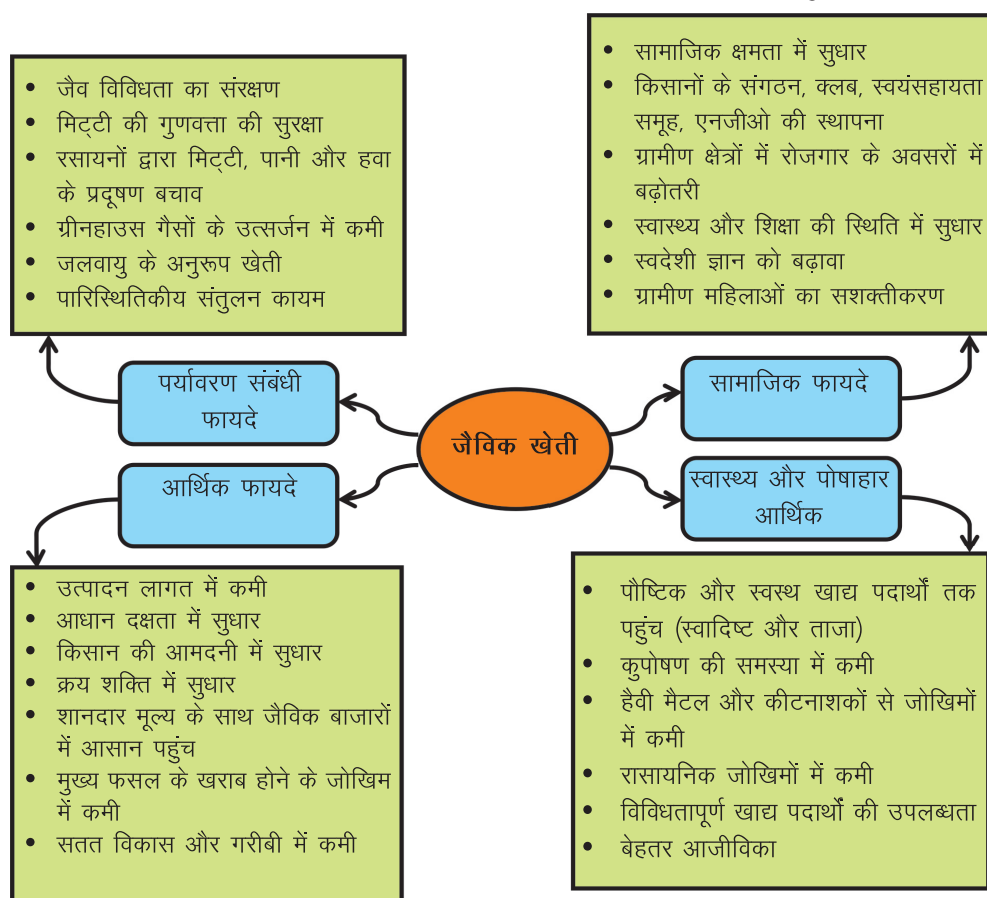 • जैव विविधता का संरक्षण
• मिट्टी की गुणवत्ता की सुरक्षा
• रसायनों द्वारा मिट्टी, पानी और हवा
के प्रदूषण बचाव
• ग्रीनहाउस गैसों के उत्सर्जन में कमी
• जलवायु के अनुरूप खेती
• पारिस्थितिकीय संतुलन कायम
• सामाजिक क्षमता में सुधार
• किसानों के संगठन, क्लब, स्वयंसहायता
समूह, एनजीओ की स्थापना
• ग्रामीण क्षेत्रों में रोजगार के अवसरों में
बढ़ोतरी
• स्वास्थ्य और शिक्षा की स्थिति में सुधार
• स्वदेशी ज्ञान को बढ़ावा
• ग्रामीण महिलाओं का सशक्तीकरण
पर्यावरण संबंधी
फायदे
सामाजिक फायदे
जैविक खेती
आर्थिक फायदे
स्वास्थ्य और पोषाहार
आर्थिक
• उत्पादन लागत में कमी
• आधान दक्षता में सुधार
• किसान की आमदनी में सुधार
• क्रय शक्ति में सुधार
• शानदार मूल्य के साथ जैविक बाजारों
में आसान पहुंच
• मुख्य फसल के खराब होने के जोखिम
में कमी
• सतत विकास और गरीबी में कमी
• पौष्टिक और स्वस्थ खाद्य पदार्थों तक
पहुंच (स्वादिष्ट और ताजा)
• कुपोषण की समस्या में कमी
• हैवी मैटल और कीटनाशकों से जोखिमों
में कमी
• रासायनिक जोखिमों में कमी
• विविधतापूर्ण खाद्य पदार्थों की उपलब्धता
• बेहतर आजीविका